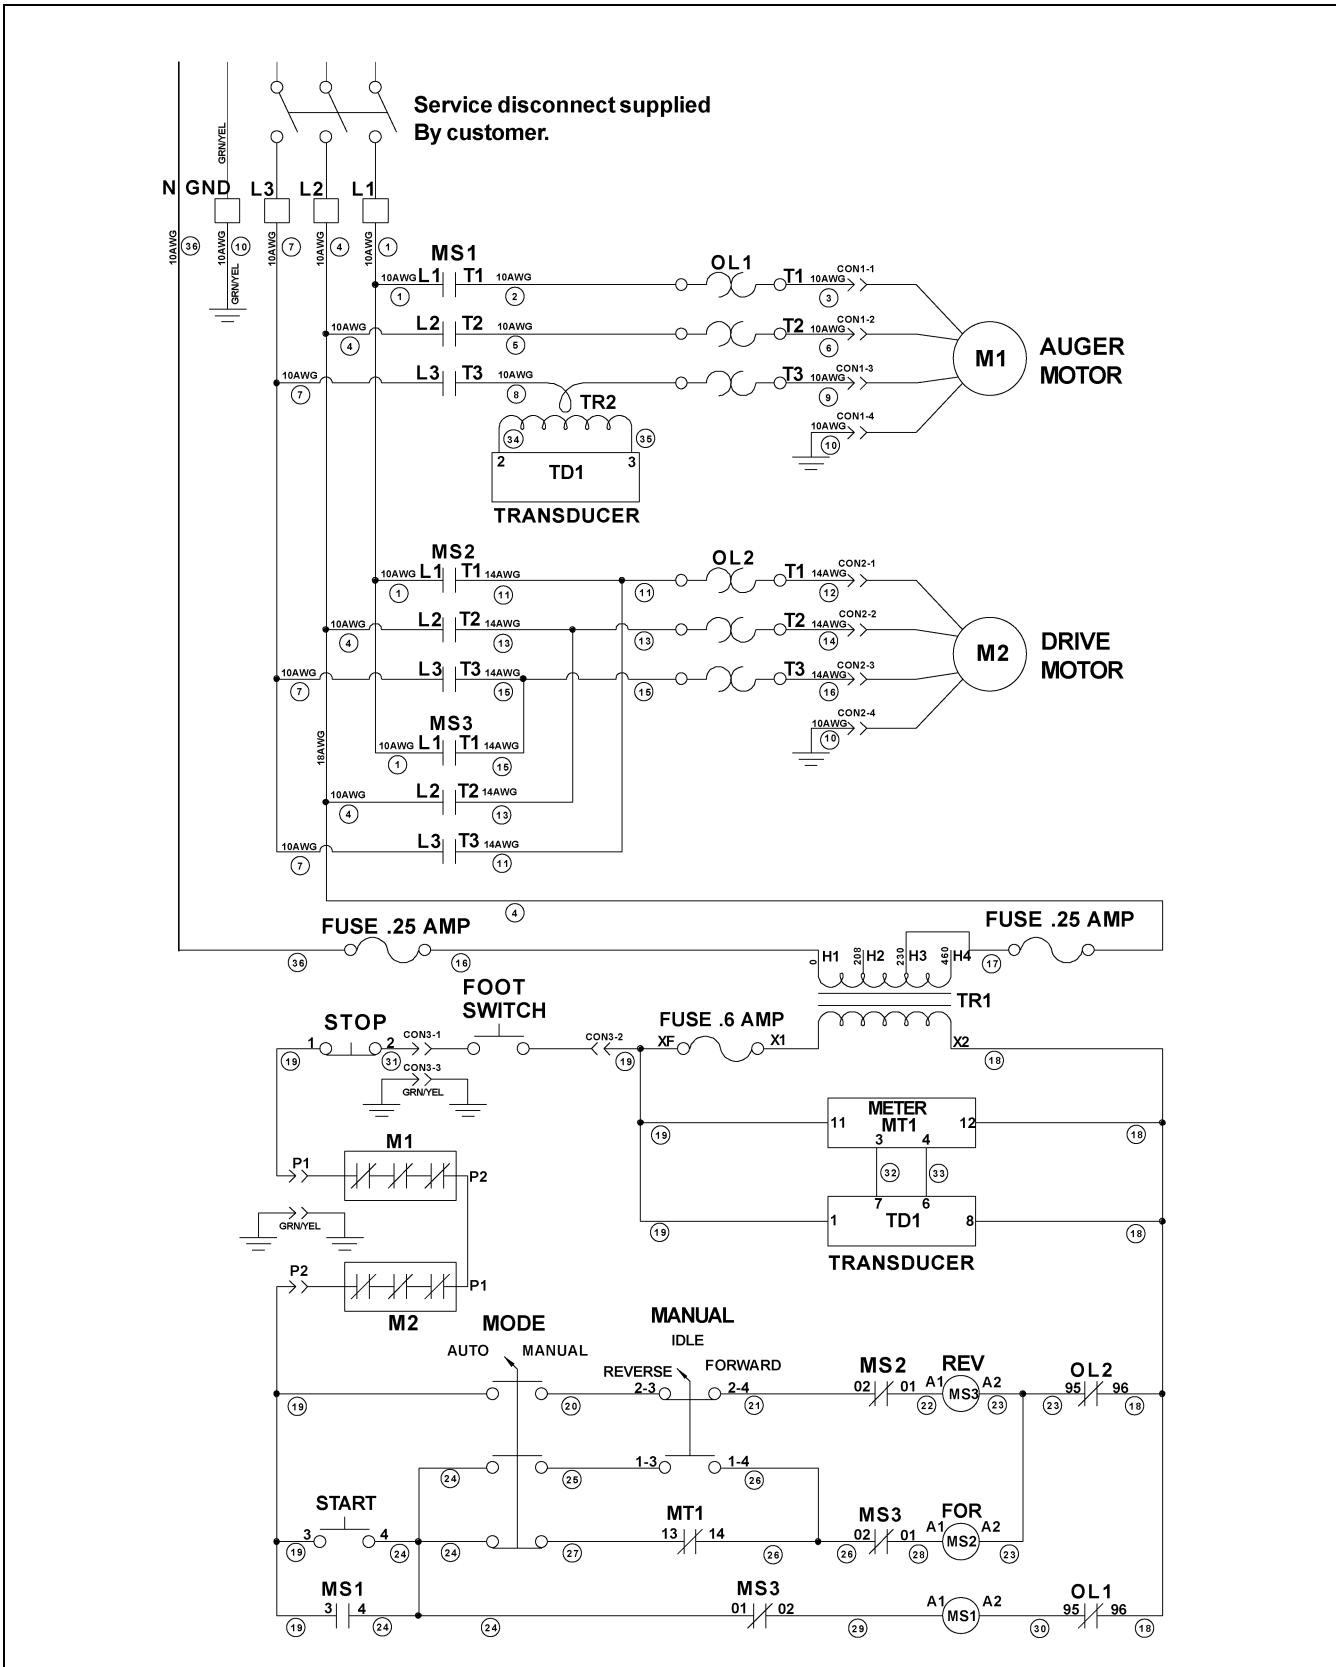 Service disconnect supplied
By customer.
GRN/YEL
N GND L3 L2 L1
10AWG 36 10AWG 10 10AWG 7 10AWG 4 10AWG 1
GRN/YEL
MS1 OL1
10AWG L1 T1 10AWG T1 10AWG CON1-1
1 2 3
10AWG L2 T2 10AWG T2 10AWG CON1-2
4 5 6
10AWG L3 T3 10AWG T3 10AWG CON1-3
7 8 9
M1 AUGER
MOTOR
TR2
10AWG CON1-4
10
34 35
2 TD1 3
TRANSDUCER
MS2 OL2
10AWG L1 T1 14AWG T1 14AWG CON2-1
1 11 11 12
10AWG L2 T2 14AWG T2 14AWG CON2-2
4 13 13 14
10AWG L3 T3 14AWG T3 14AWG CON2-3
7 15 15 16
M2 DRIVE
MOTOR
10AWG CON2-4
10
18AWG
MS3
10AWG L1 T1 14AWG
1 15
10AWG L2 T2 14AWG
4 13
10AWG L3 T3 14AWG
7 11
4
FUSE .25 AMP FUSE .25 AMP
36 16 0 H1 208 H2 230 H3 460 H4 17
TR1
FOOT
SWITCH
STOP FUSE .6 AMP
1 2 CON3-1 CON3-2 XF X1 X2
19 31 19 18
CON3-3
GRN/YEL
METER
11 MT1 12
3 4
19 18
32 33
7 6
1 TD1 8
19 18
TRANSDUCER
M1
P1 P2
GRN/YEL
P2 P1
M2
MODE MANUAL
AUTO MANUAL IDLE
REVERSE FORWARD
MS2 REV OL2
2-3 2-4 02 01 A1 MS3 A2 95 96
19 20 21 22 23 23 18
1-3 1-4
24 25 26
START MT1 MS3 FOR
3 4 13 14 02 01 A1 MS2 A2
19 24 24 27 26 26 28 23
MS1 MS3 OL1
3 4 01 02 A1 MS1 A2 95 96
19 24 24 29 30 18